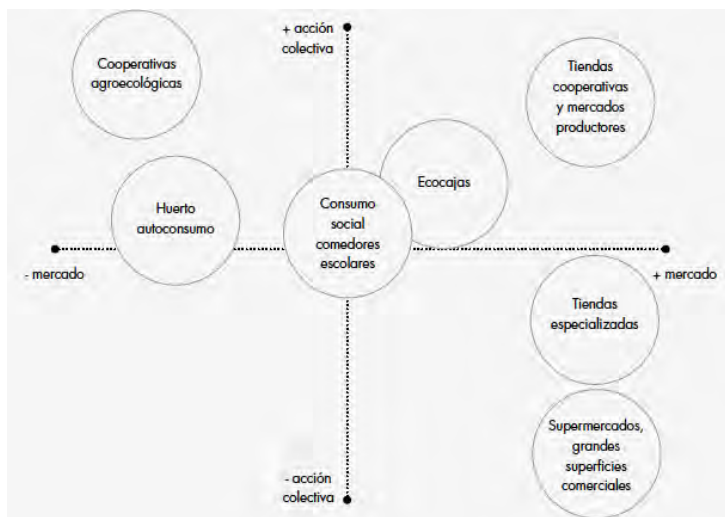 + acción
colectiva
Cooperativas
agroecológicas
Tiendas
cooperativas
y mercados
productores
Ecocajas
Huerto
autoconsumo
Consumo
social
comedores
escolares
- mercado
+ mercado
Tiendas
especializadas
Supermercados,
grandes
superficies
comerciales
- acción
colectiva